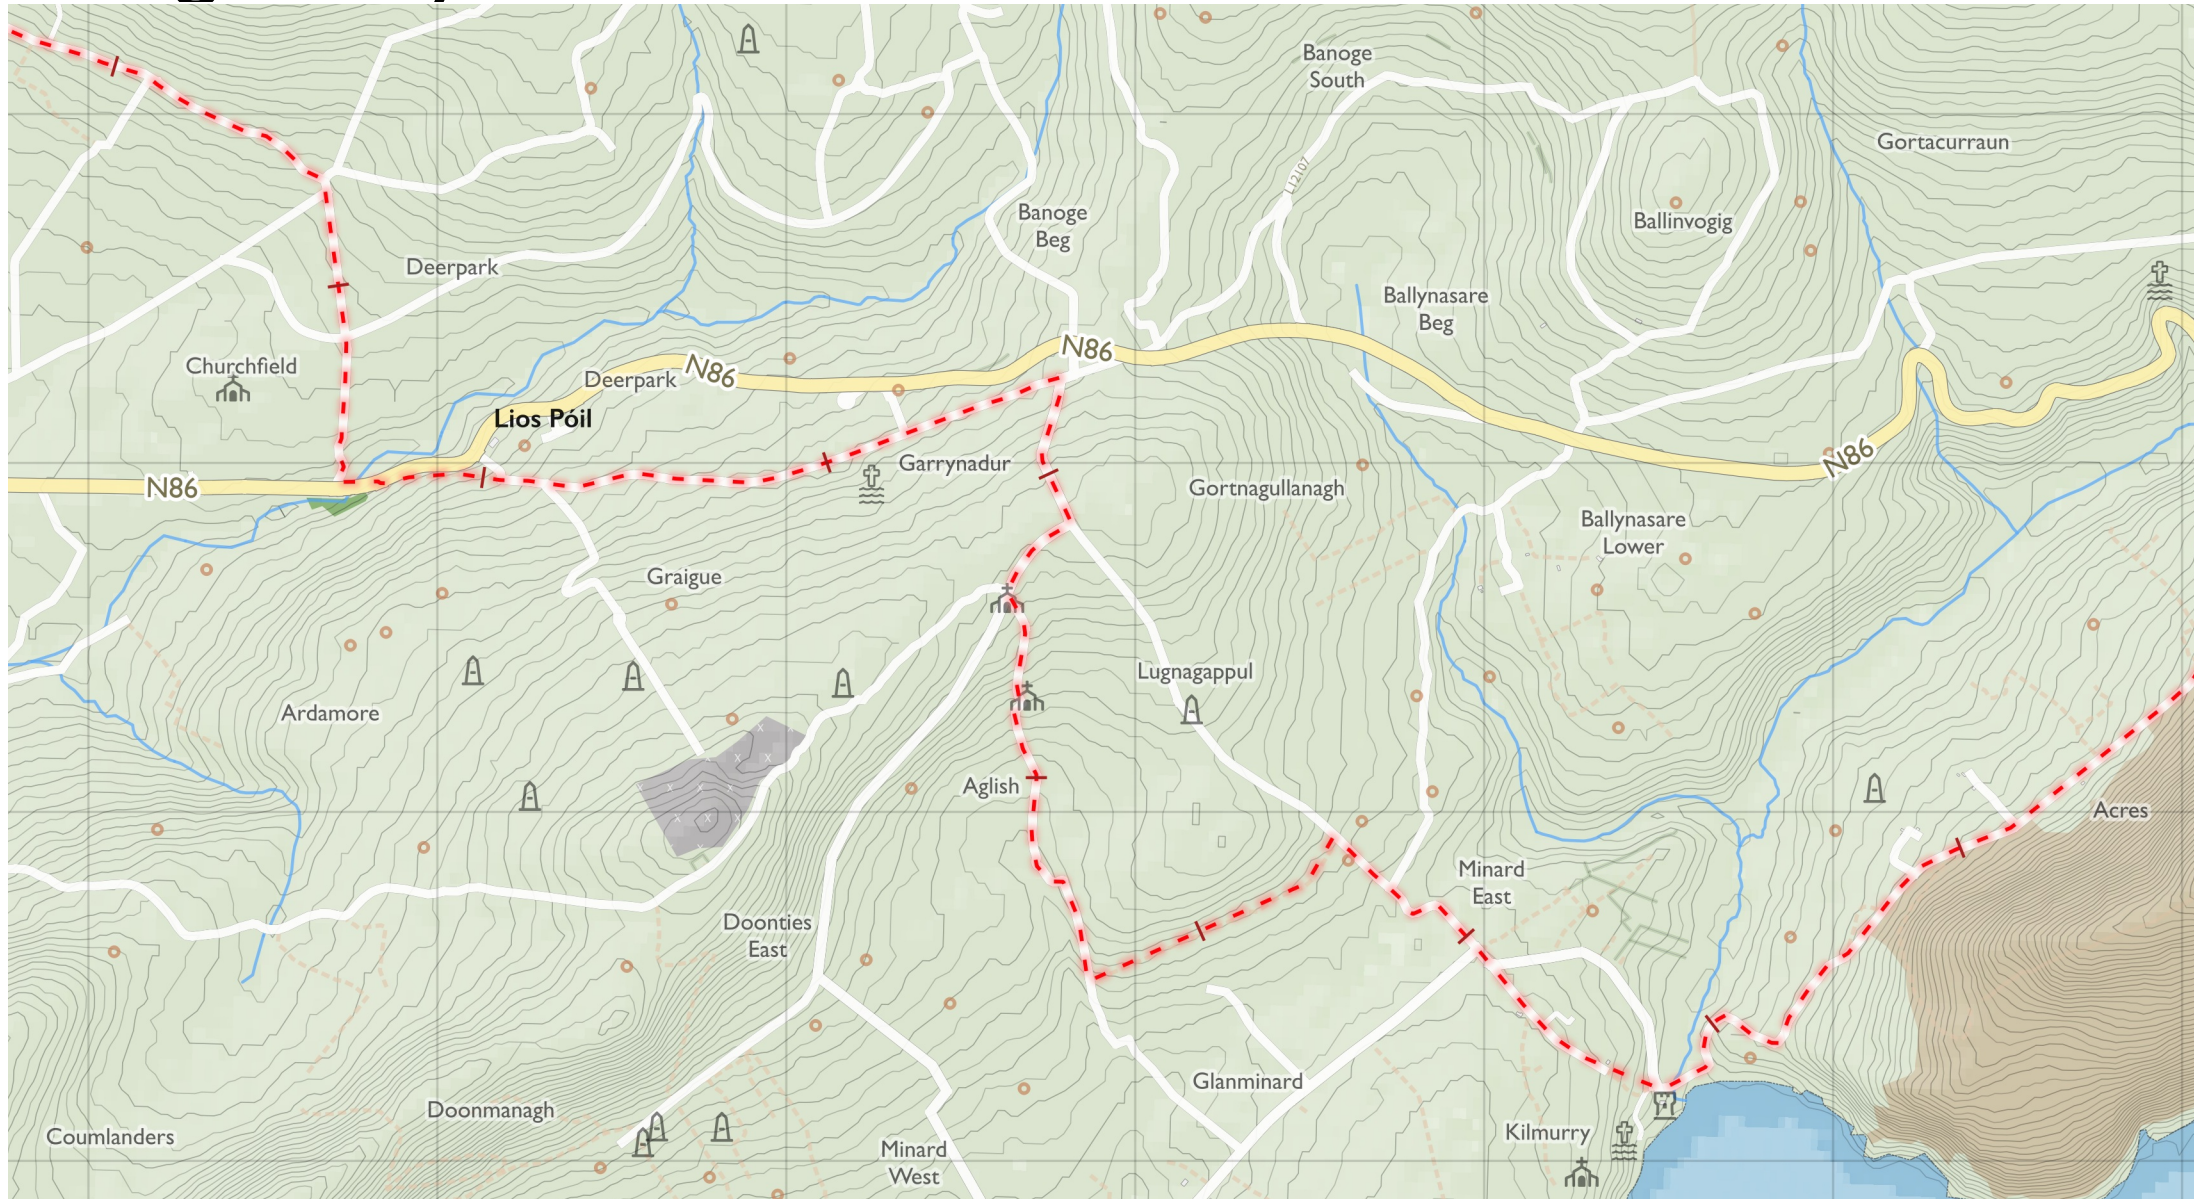 Banoge
South
Gortacurraun
L12107
Banoge
Beg
Ballinvogig
Deerpark
Ballynasare
Beg
Churchfield
N86
N86
Deerpark
Lios Póil
N86
Garrynadur
N86
Gortnagullanagh
Ballynasare
Lower
Graigue
Lugnagappul
Ardamore
Aglish
Acres
Minard
East
Doonties
East
Glanminard
Doonmanagh
Kilmurry
Coumlanders
Minard
West